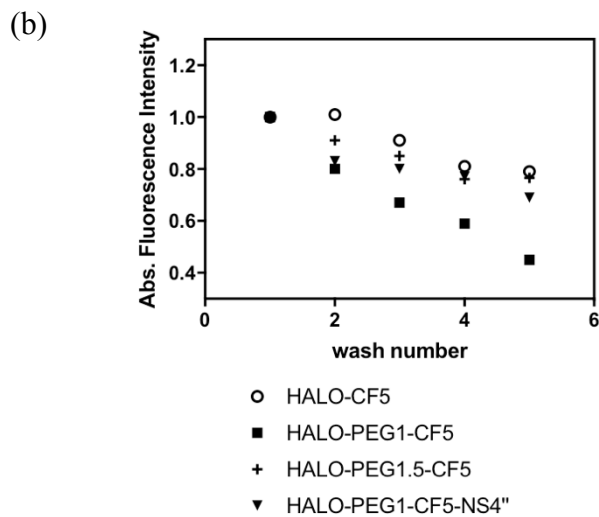 (b)
Abs. Fluorescence Intensity
1.2
1.0
0.8
0.6
0.4
0 2 4 6
wash number
HALO-CF5
HALO-PEG1-CF5
HALO-PEG1.5-CF5
HALO-PEG1-CF5-NS4"